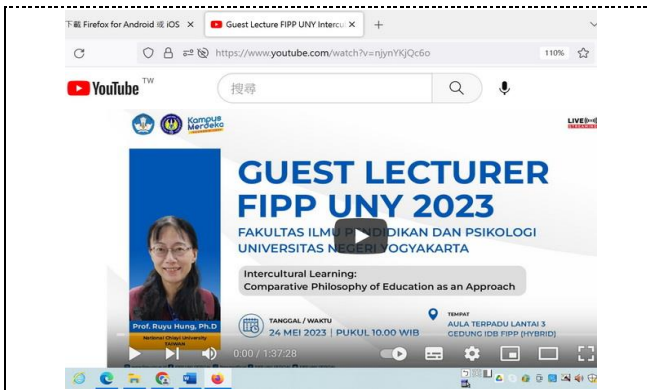 下載 Firefox for Android 或 iOS
Guest Lecture FIPP UNY Intercu
https://www.youtube.com/watch?v=njynYKjQc6o
110%
YouTube TW
搜尋
Kampus
Merdeka
LIVE
STREAMING
GUEST LECTURER
FIPP UNY 2023
FAKULTAS ILMU PENDIDIKAN DAN PSIKOLOGI
UNIVERSITAS NEGERI YOGYAKARTA
Intercultural Learning:
Comparative Philosophy of Education as an Approach
Prof. Ruyu Hung, Ph.D
National Chiayi University
TAIWAN
TANGGAL / WAKTU
24 MEI 2023 | PUKUL 10.00 WIB
TEMPAT
AULA TERPADU LANTAI 3
GEDUNG IDB FIPP (HYBRID)
0:00 / 1:37:28